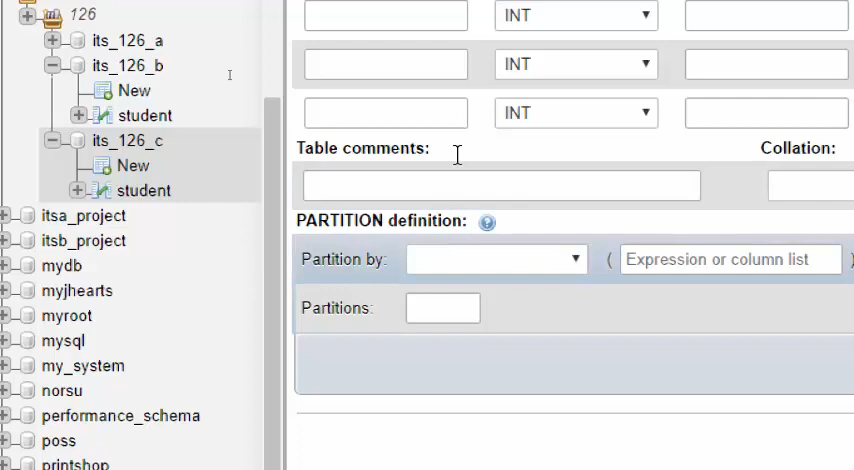 126
its_126_a
its_126_b
New
student
its_126_c
New
student
itsa_project
itsb_project
mydb
myjhearts
myroot
mysql
my_system
norsu
performance_schema
poss
printshop
INT
INT
INT
Table comments: Collation:
PARTITION definition:
Partition by: ( Expression or column list )
Partitions: